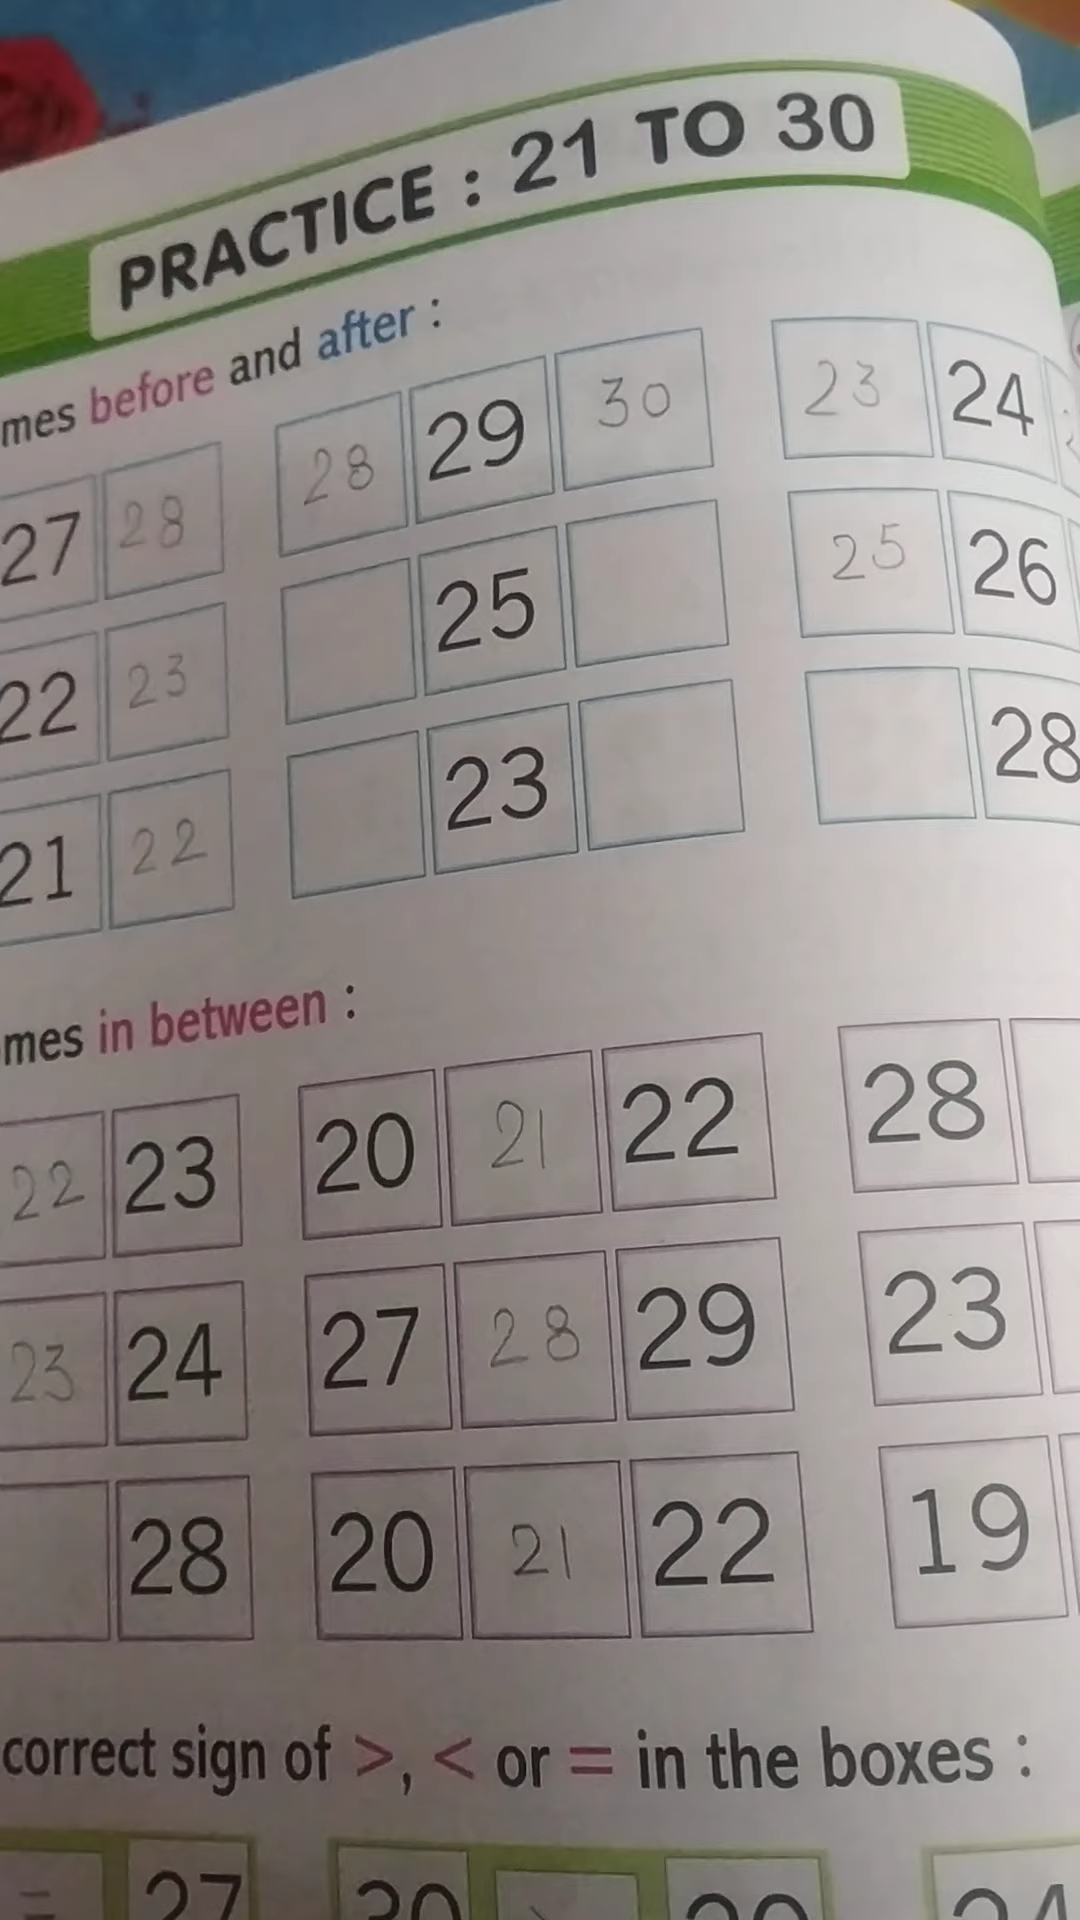 PRACTICE : 21 TO 30
mes before and after :
27 28 28 29 30 23 24
22 23 25 25 26
21 22 23 28
mes in between :
22 23 20 21 22 28
23 24 27 28 29 23
28 20 21 22 19
correct sign of >, < or = in the boxes :
= 27